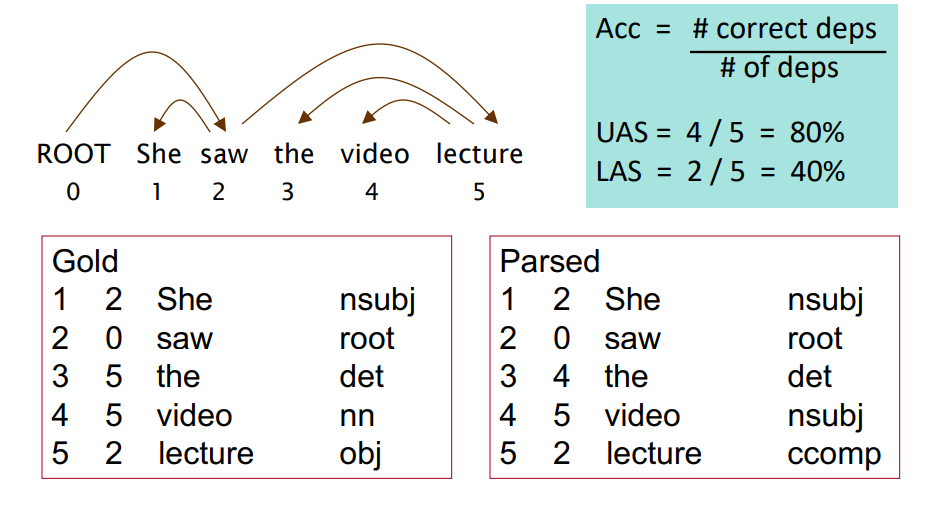 Acc = # correct deps
# of deps
UAS = 4 / 5 = 80%
LAS = 2 / 5 = 40%
ROOT She saw the video lecture
0 1 2 3 4 5
Gold
1 2 She nsubj
2 0 saw root
3 5 the det
4 5 video nn
5 2 lecture obj
Parsed
1 2 She nsubj
2 0 saw root
3 4 the det
4 5 video nsubj
5 2 lecture ccomp